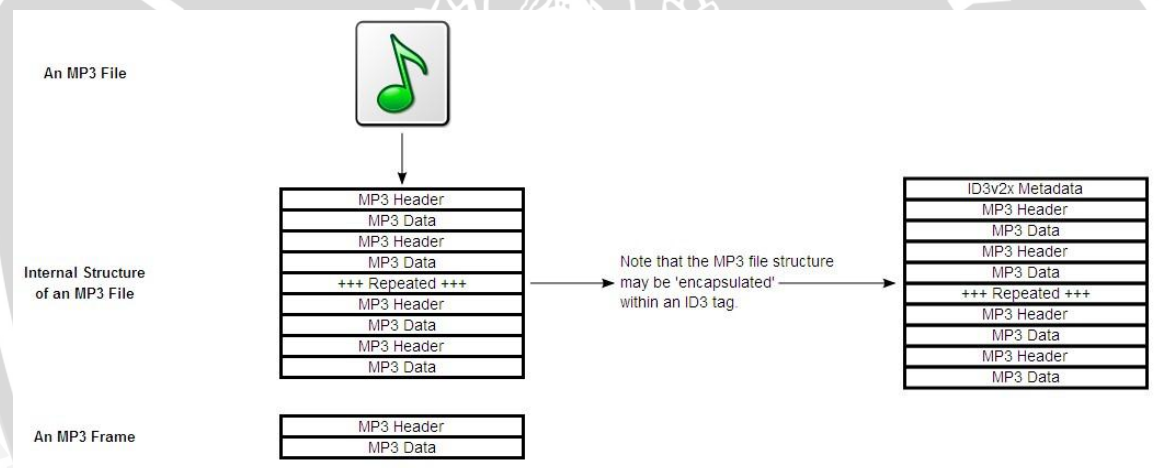 An MP3 File
MP3 Header
MP3 Data
MP3 Header
MP3 Data
+++ Repeated +++
MP3 Header
MP3 Data
MP3 Header
MP3 Data
Internal Structure
of an MP3 File
Note that the MP3 file structure
may be 'encapsulated'
within an ID3 tag.
ID3v2x Metadata
MP3 Header
MP3 Data
MP3 Header
MP3 Data
+++ Repeated +++
MP3 Header
MP3 Data
MP3 Header
MP3 Data
An MP3 Frame
MP3 Header
MP3 Data